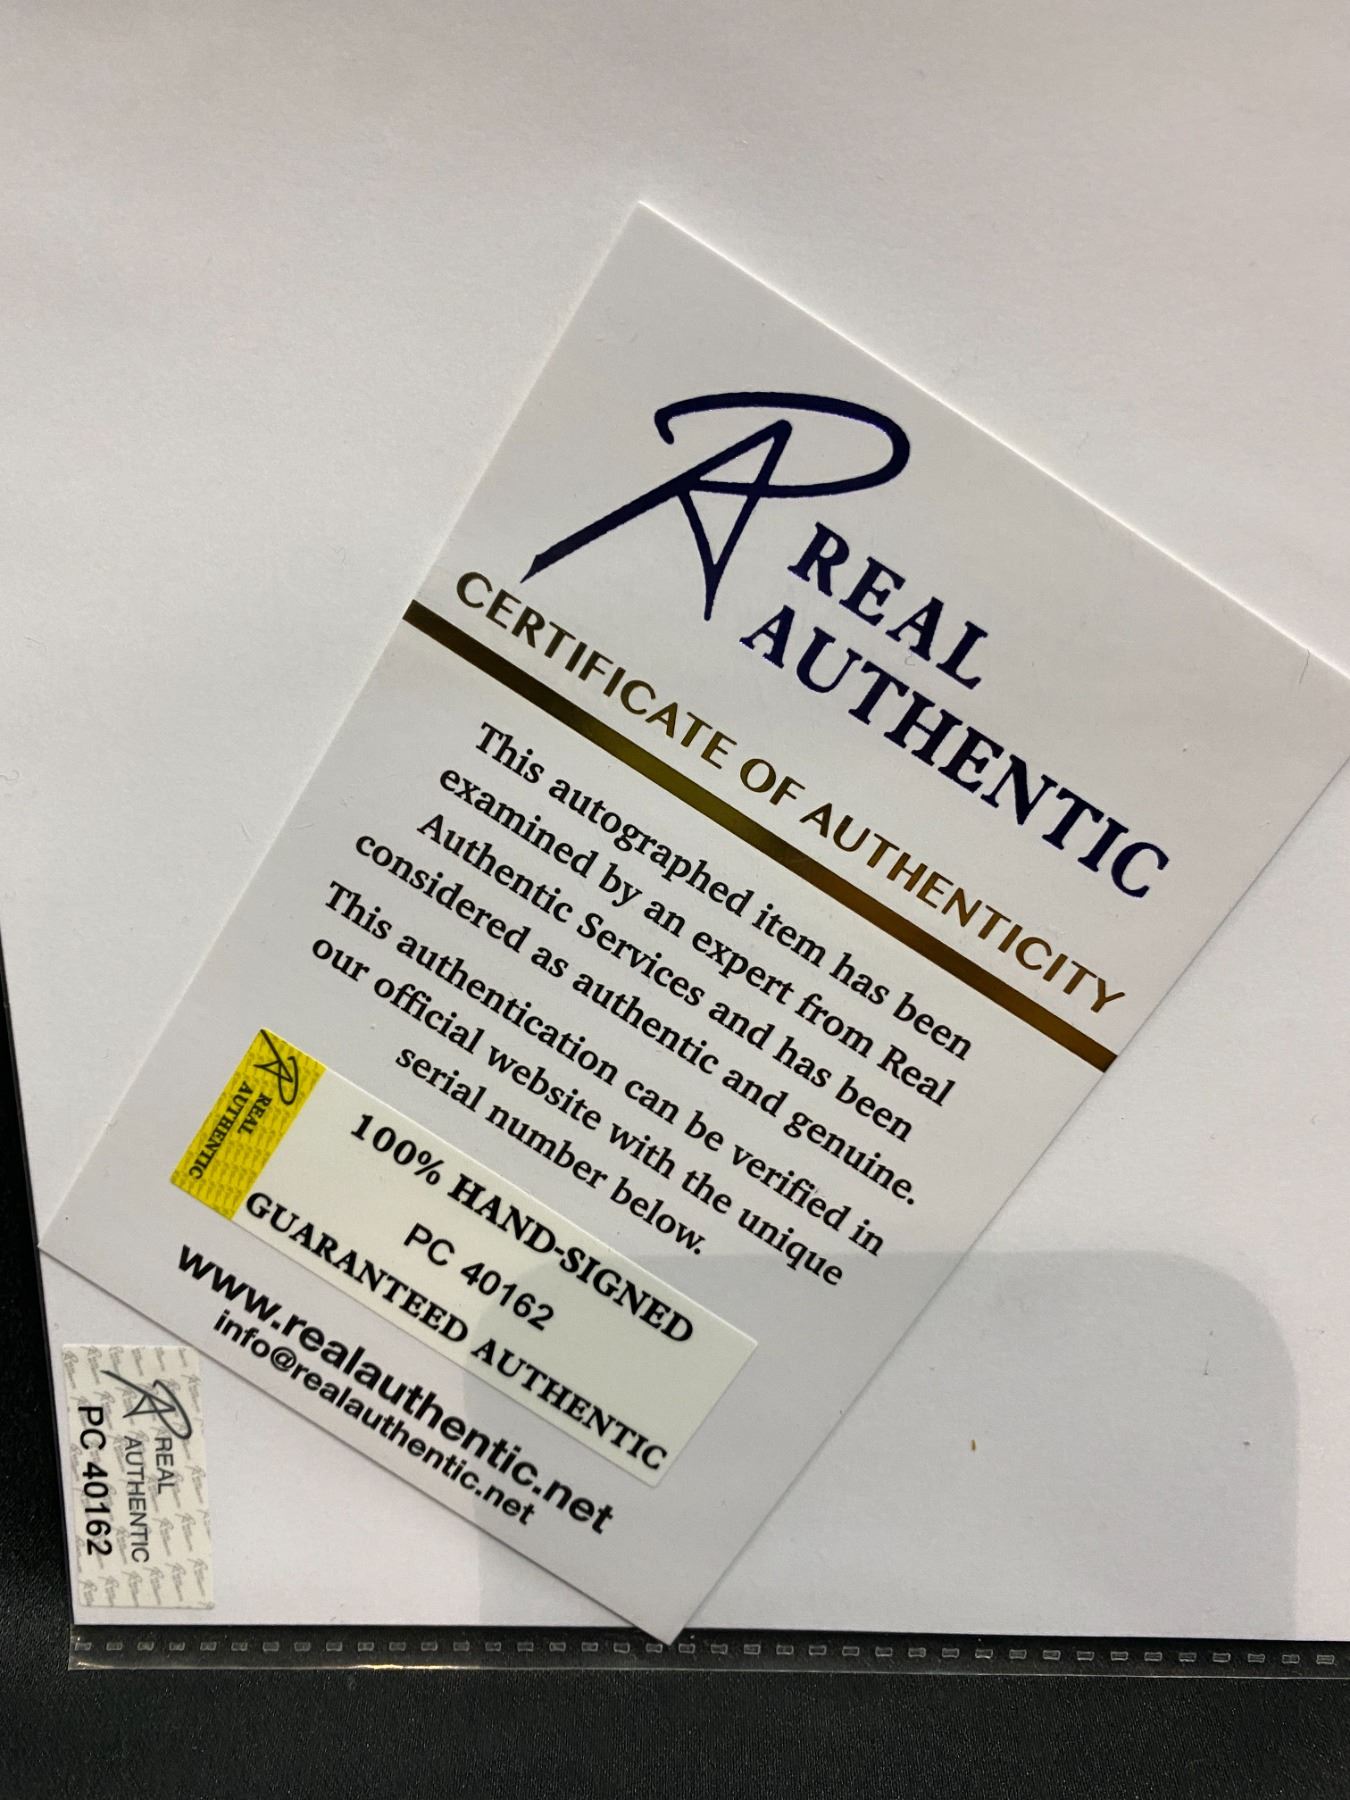 RA REAL
AUTHENTIC
CERTIFICATE OF AUTHENTICITY
This autographed item has been
examined by an expert from Real
Authentic Services and has been
considered as authentic and genuine.
This authentication can be verified in
our official website with the unique
serial number below.
RA REAL
AUTHENTIC
100% HAND-SIGNED
PC 40162
GUARANTEED AUTHENTIC
www.realauthentic.net
info@realauthentic.net
RA REAL
AUTHENTIC
PC 40162